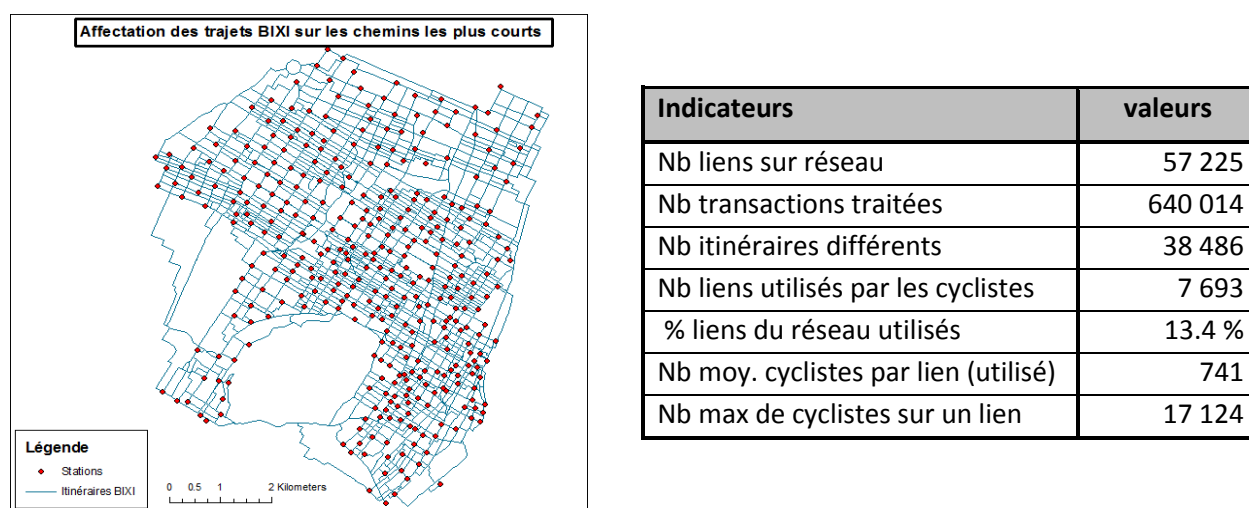 Affectation des trajets BIXI sur les chemins les plus courts
Légende
Stations
Itinéraires BIXI
0 0.5 1 2 Kilometers
Indicateurs valeurs
Nb liens sur réseau 57 225
Nb transactions traitées 640 014
Nb itinéraires différents 38 486
Nb liens utilisés par les cyclistes 7 693
% liens du réseau utilisés 13.4 %
Nb moy. cyclistes par lien (utilisé) 741
Nb max de cyclistes sur un lien 17 124